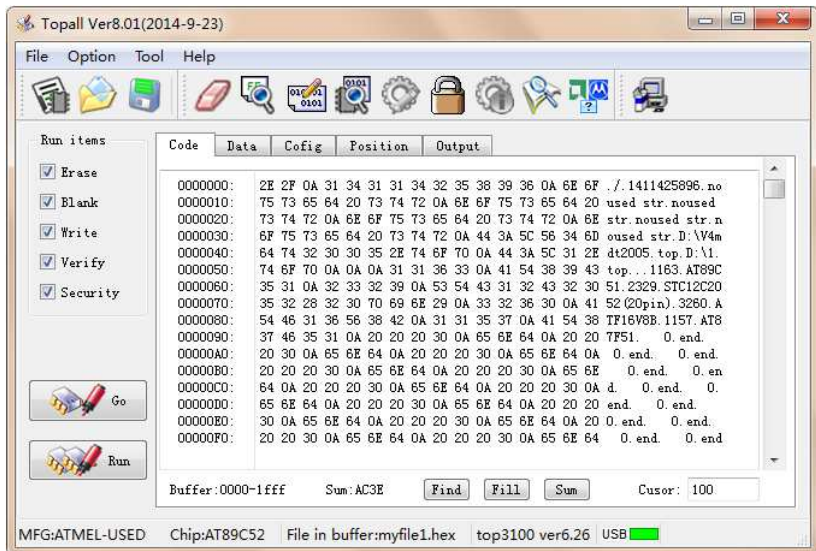 Topall Ver8.01(2014-9-23)
File Option Tool Help
Run items
Erase
Blank
Write
Verify
Security
Go
Run
Code Data Cofig Position Output
0000000: 2E 2F 0A 31 34 31 31 34 32 35 38 39 36 0A 6E 6F ./.1411425896.no
0000010: 75 73 65 64 20 73 74 72 0A 6E 6F 75 73 65 64 20 used str.noused
0000020: 73 74 72 0A 6E 6F 75 73 65 64 20 73 74 72 0A 6E str.noused str.n
0000030: 6F 75 73 65 64 20 73 74 72 0A 44 3A 5C 56 34 6D oused str.D:\V4m
0000040: 64 74 32 30 30 35 2E 74 6F 70 0A 44 3A 5C 31 2E dt2005.top.D:\1.
0000050: 74 6F 70 0A 0A 0A 31 31 36 33 0A 41 54 38 39 43 top...1163.AT89C
0000060: 35 31 0A 32 33 32 39 0A 53 54 43 31 32 43 32 30 51.2329.STC12C20
0000070: 35 32 28 32 30 70 69 6E 29 0A 33 32 36 30 0A 41 52(20pin).3260.A
0000080: 54 46 31 36 56 38 42 0A 31 31 35 37 0A 41 54 38 TF16V8B.1157.AT8
0000090: 37 46 35 31 0A 20 20 20 30 0A 65 6E 64 0A 20 20 7F51. 0.end.
00000A0: 20 30 0A 65 6E 64 0A 20 20 20 30 0A 65 6E 64 0A 0.end. 0.end.
00000B0: 20 20 20 30 0A 65 6E 64 0A 20 20 20 30 0A 65 6E 0.end. 0.en
00000C0: 64 0A 20 20 20 30 0A 65 6E 64 0A 20 20 20 30 0A d. 0.end. 0.
00000D0: 65 6E 64 0A 20 20 20 30 0A 65 6E 64 0A 20 20 20 end. 0.end.
00000E0: 30 0A 65 6E 64 0A 20 20 20 30 0A 65 6E 64 0A 20 0.end. 0.end.
00000F0: 20 20 30 0A 65 6E 64 0A 20 20 20 30 0A 65 6E 64 0.end. 0.end
Buffer:0000-1fff Sum:AC3E Find Fill Sum Cusor: 100
MFG:ATMEL-USED Chip:AT89C52 File in buffer:myfile1.hex top3100 ver6.26 USB